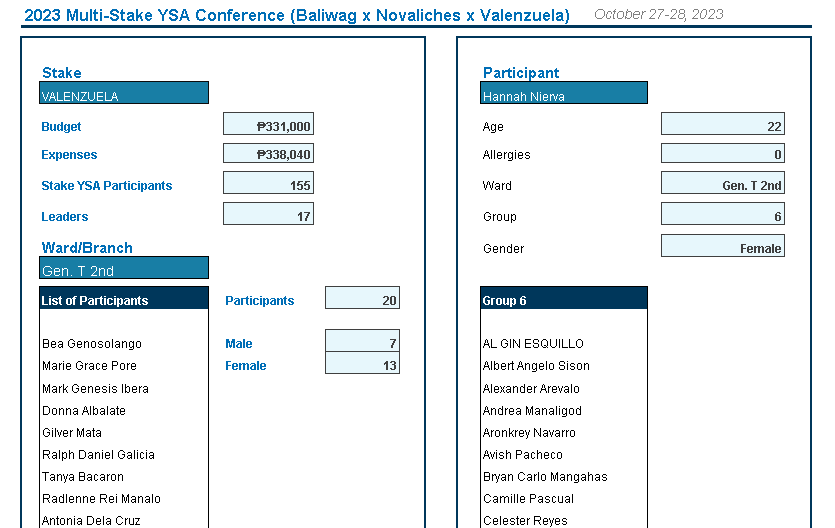 2023 Multi-Stake YSA Conference (Baliwag x Novaliches x Valenzuela) October 27-28, 2023
Stake
VALENZUELA
Budget ₱331,000
Expenses ₱338,040
Stake YSA Participants 155
Leaders 17
Ward/Branch
Gen. T 2nd
List of Participants Participants 20
Bea Genosolango Male 7
Marie Grace Pore Female 13
Mark Genesis Ibera
Donna Albalate
Gilver Mata
Ralph Daniel Galicia
Tanya Bacaron
Radlenne Rei Manalo
Antonia Dela Cruz
Participant
Hannah Nierva
Age 22
Allergies 0
Ward Gen. T 2nd
Group 6
Gender Female
Group 6
AL GIN ESQUILLO
Albert Angelo Sison
Alexander Arevalo
Andrea Manaligod
Aronkrey Navarro
Avish Pacheco
Bryan Carlo Mangahas
Camille Pascual
Celester Reyes